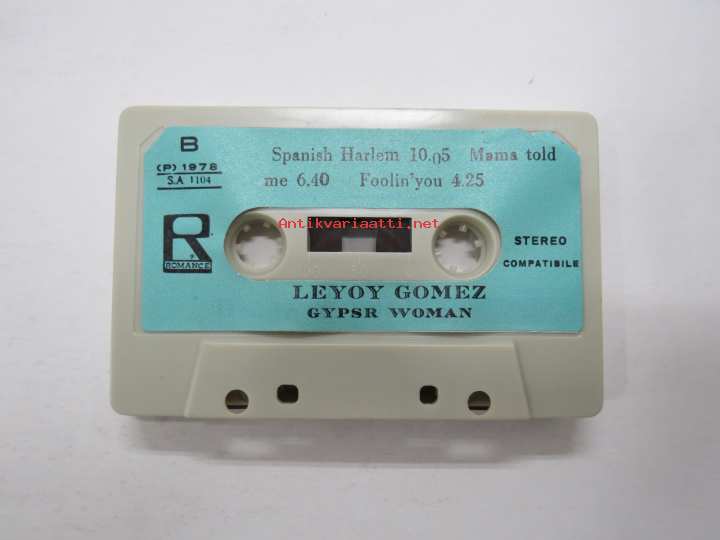 B
(P) 1978
S.A 1104
Spanish Harlem 10.05 Mama told
me 6.40 Foolin'you 4.25
R
ROMANCE
Antikvariaatti.net
STEREO
COMPATIBILE
LEYOY GOMEZ
GYPSR WOMAN